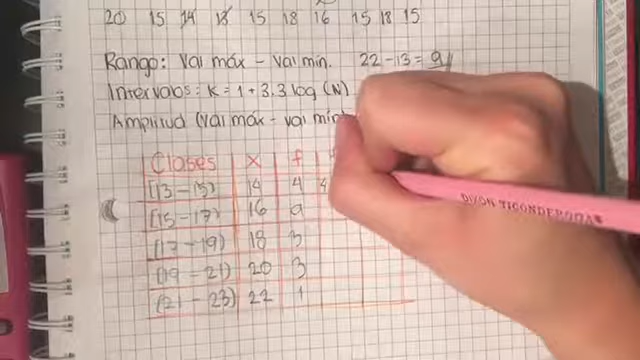 20 15 14 18 15 18 16 15 18 15
Rango: Val máx - val mín. 22-13 = 9//
Intervalos: K = 1 + 3.3 log (N)
Amplitud (val máx - val mín)
Clases x f
[13-15) 14 4 4
[15-17) 16 9
[17-19) 18 3
[19-21) 20 3
[21-23) 22 1
DIXON TICONDEROGA